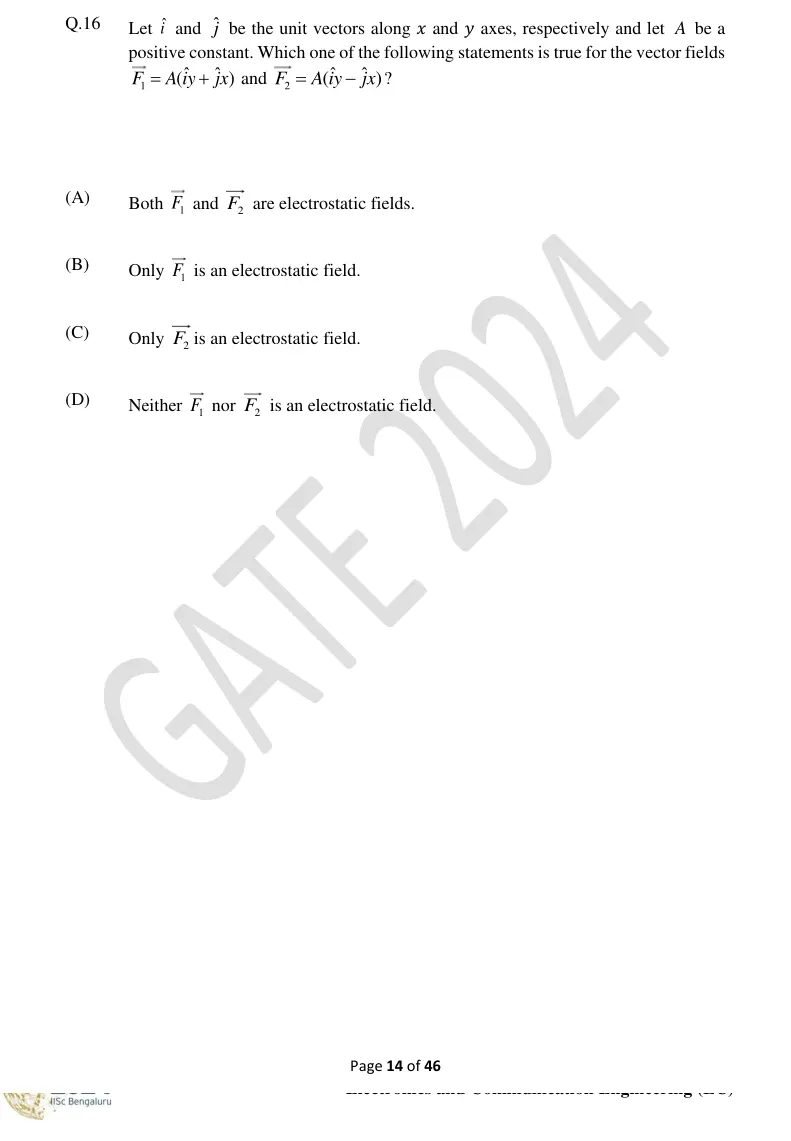 Q.16 Let î and ĵ be the unit vectors along x and y axes, respectively and let A be a
positive constant. Which one of the following statements is true for the vector fields
F₁⃗ = A(îy + ĵx) and F₂⃗ = A(îy − ĵx) ?
(A) Both F₁⃗ and F₂⃗ are electrostatic fields.
(B) Only F₁⃗ is an electrostatic field.
(C) Only F₂⃗ is an electrostatic field.
(D) Neither F₁⃗ nor F₂⃗ is an electrostatic field.
GATE 2024
Page 14 of 46
IISc Bengaluru